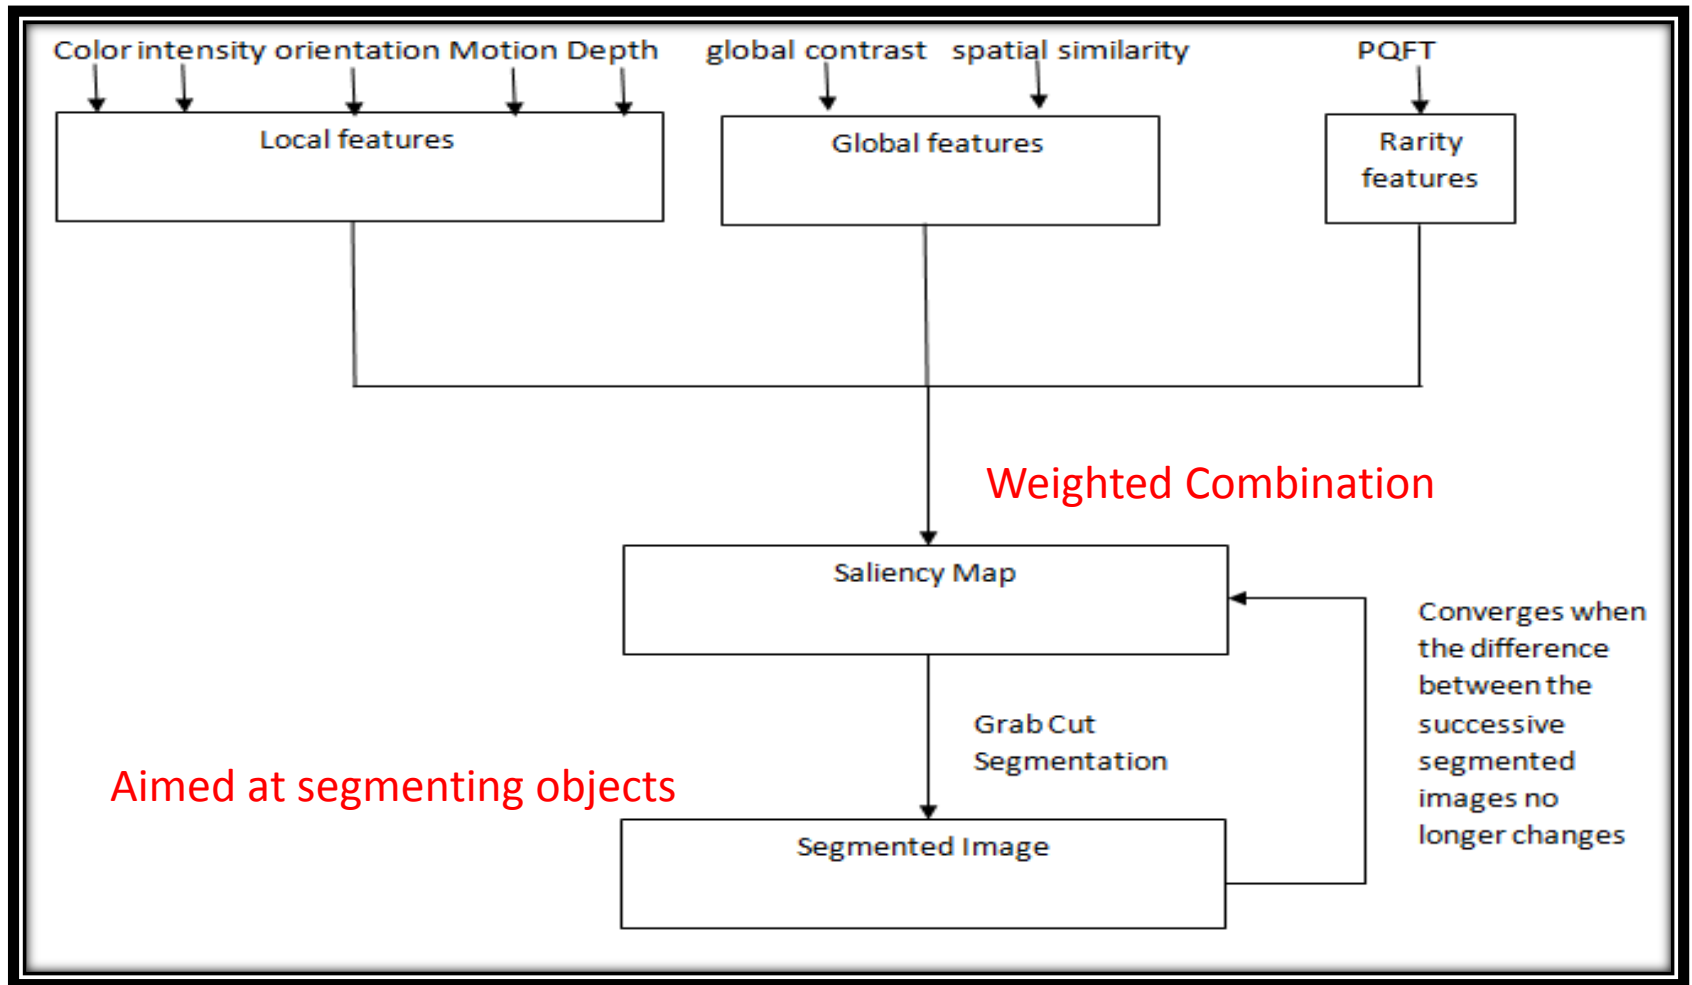 Color intensity orientation Motion Depth global contrast spatial similarity PQFT
Local features
Global features
Rarity
features
Weighted Combination
Saliency Map
Converges when
the difference
between the
successive
segmented
images no
longer changes
Grab Cut
Segmentation
Aimed at segmenting objects
Segmented Image